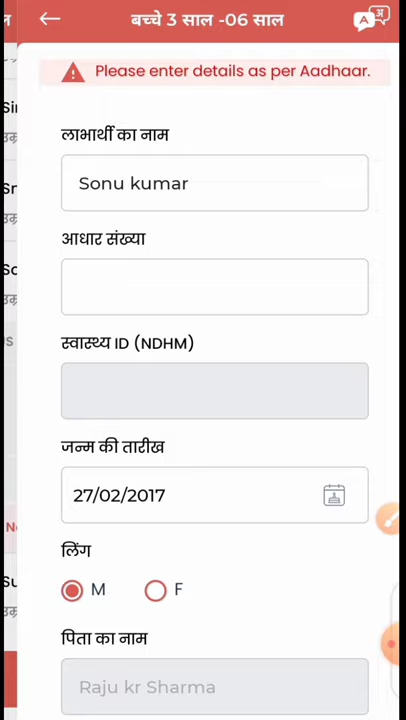 बच्चे 3 साल -06 साल
Please enter details as per Aadhaar.
लाभार्थी का नाम
Sonu kumar
आधार संख्या
स्वास्थ्य ID (NDHM)
जन्म की तारीख
27/02/2017
लिंग
M F
पिता का नाम
Raju kr Sharma